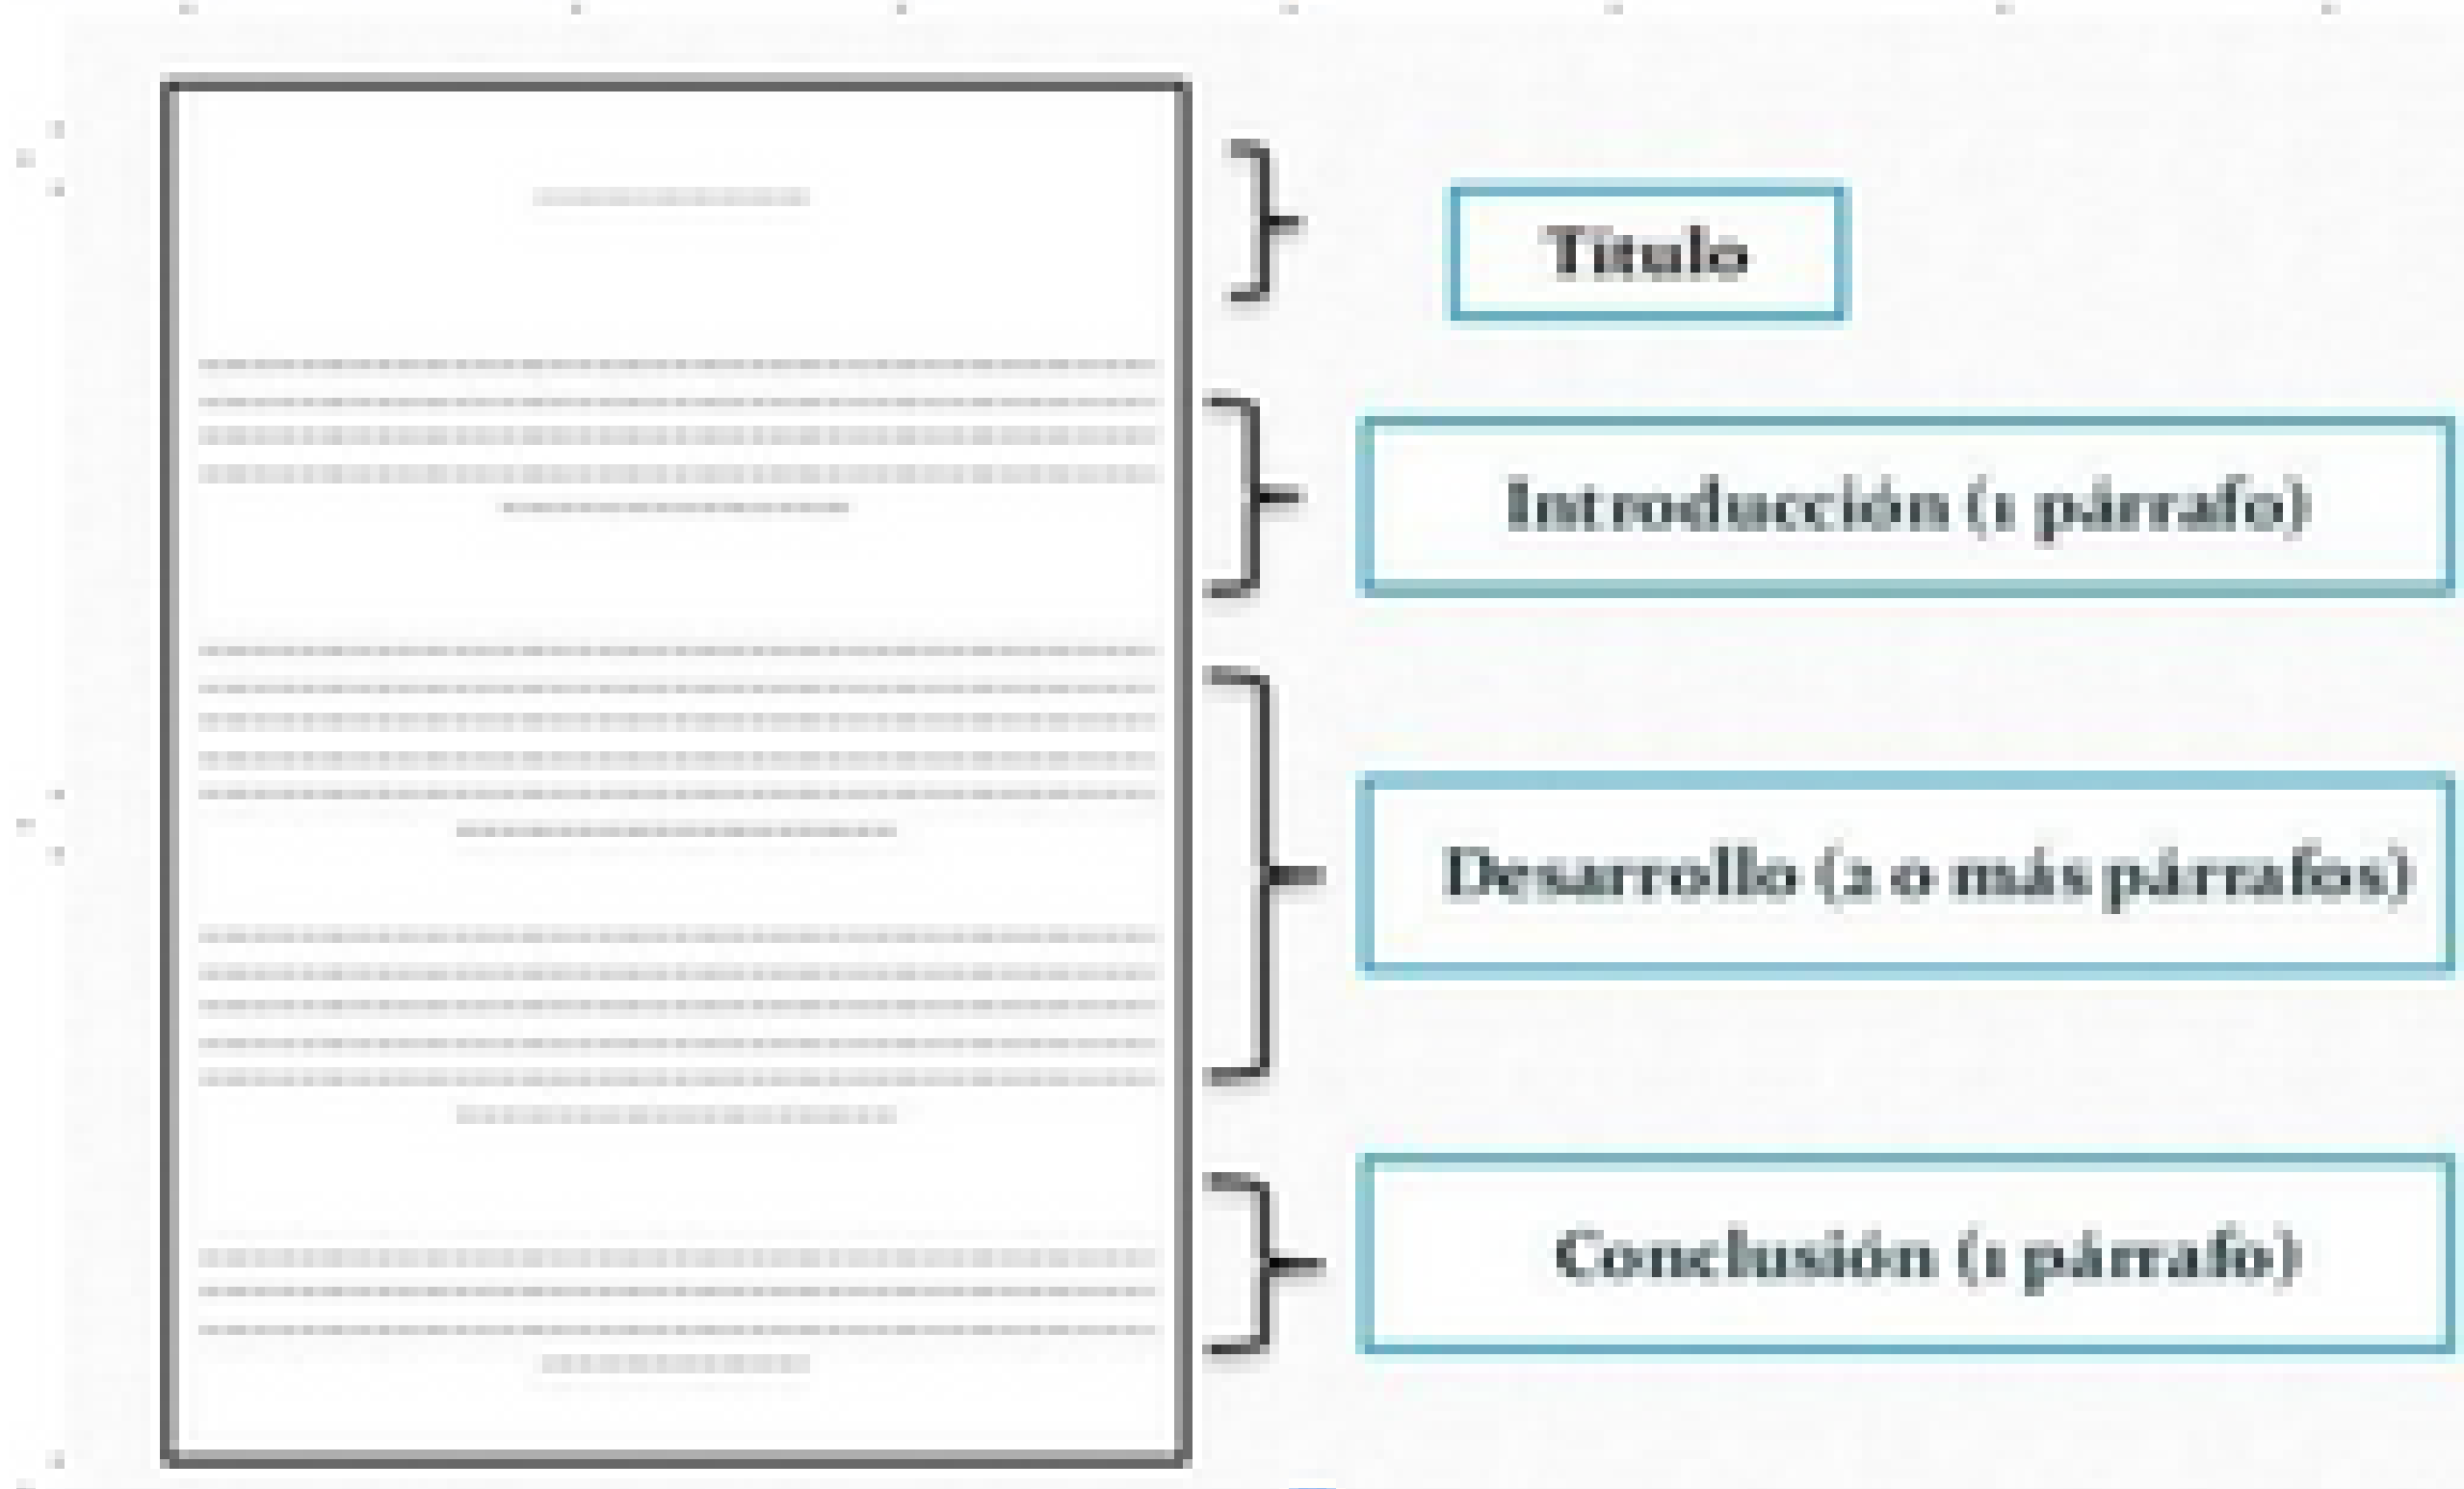 Título
Introducción (1 párrafo)
Desarrollo (2 o más párrafos)
Conclusión (1 párrafo)